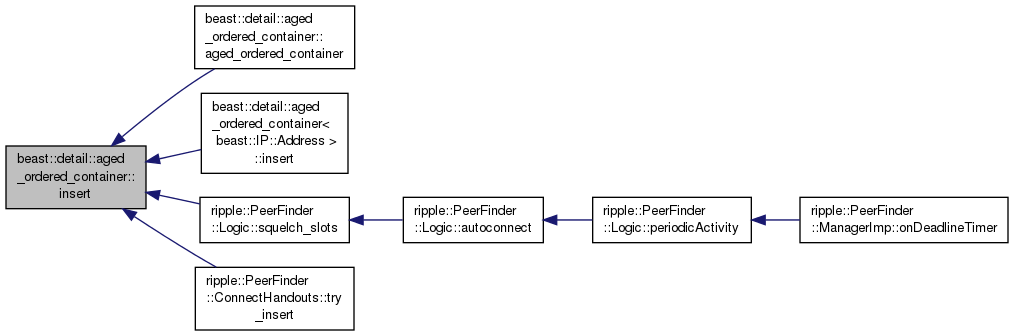 beast::detail::aged
_ordered_container::
aged_ordered_container
beast::detail::aged
_ordered_container<
beast::IP::Address >
::insert
beast::detail::aged
_ordered_container::
insert
ripple::PeerFinder
::Logic::squelch_slots
ripple::PeerFinder
::Logic::autoconnect
ripple::PeerFinder
::Logic::periodicActivity
ripple::PeerFinder
::ManagerImp::onDeadlineTimer
ripple::PeerFinder
::ConnectHandouts::try
_insert